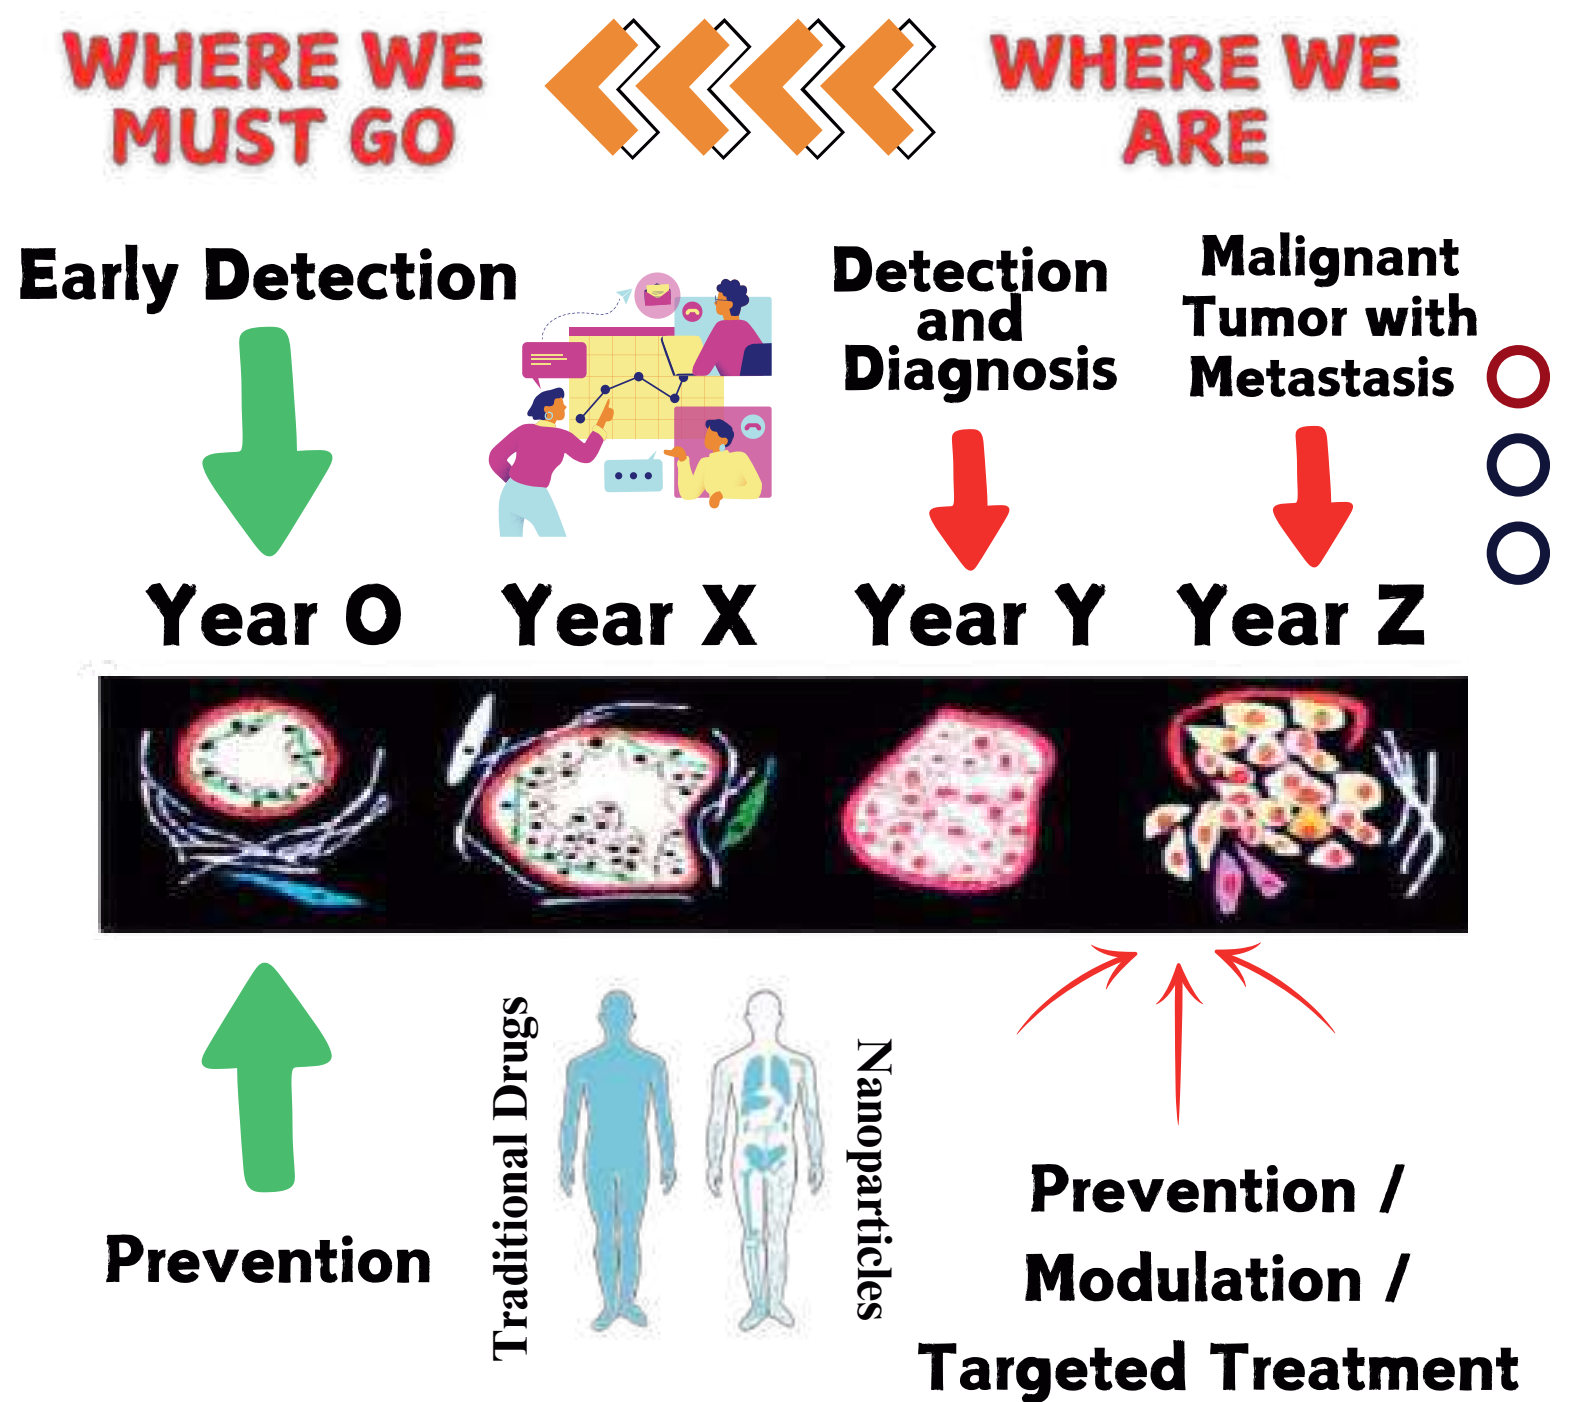 WHERE WE
MUST GO
WHERE WE
ARE
Early Detection
Detection
and
Diagnosis
Malignant
Tumor with
Metastasis
Year O
Year X
Year Y
Year Z
Prevention
Traditional Drugs
Nanoparticles
Prevention /
Modulation /
Targeted Treatment